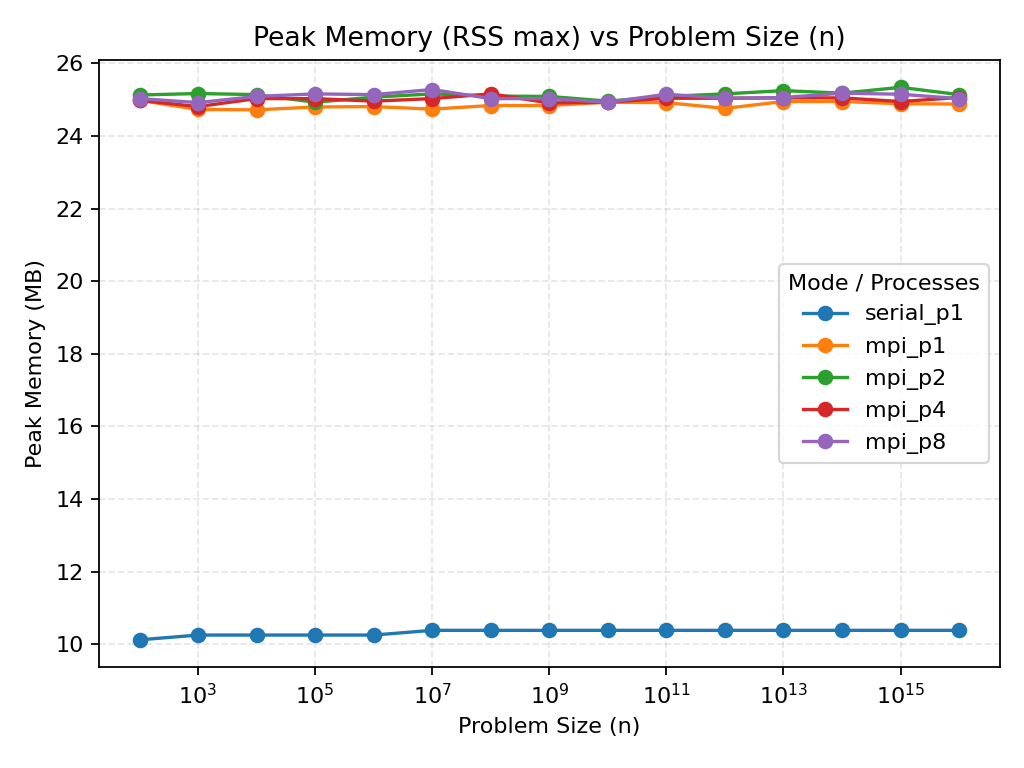 Peak Memory (RSS max) vs Problem Size (n)
Peak Memory (MB)
26
24
22
20
18
16
14
12
10
Mode / Processes
serial_p1
mpi_p1
mpi_p2
mpi_p4
mpi_p8
10³ 10⁵ 10⁷ 10⁹ 10¹¹ 10¹³ 10¹⁵
Problem Size (n)